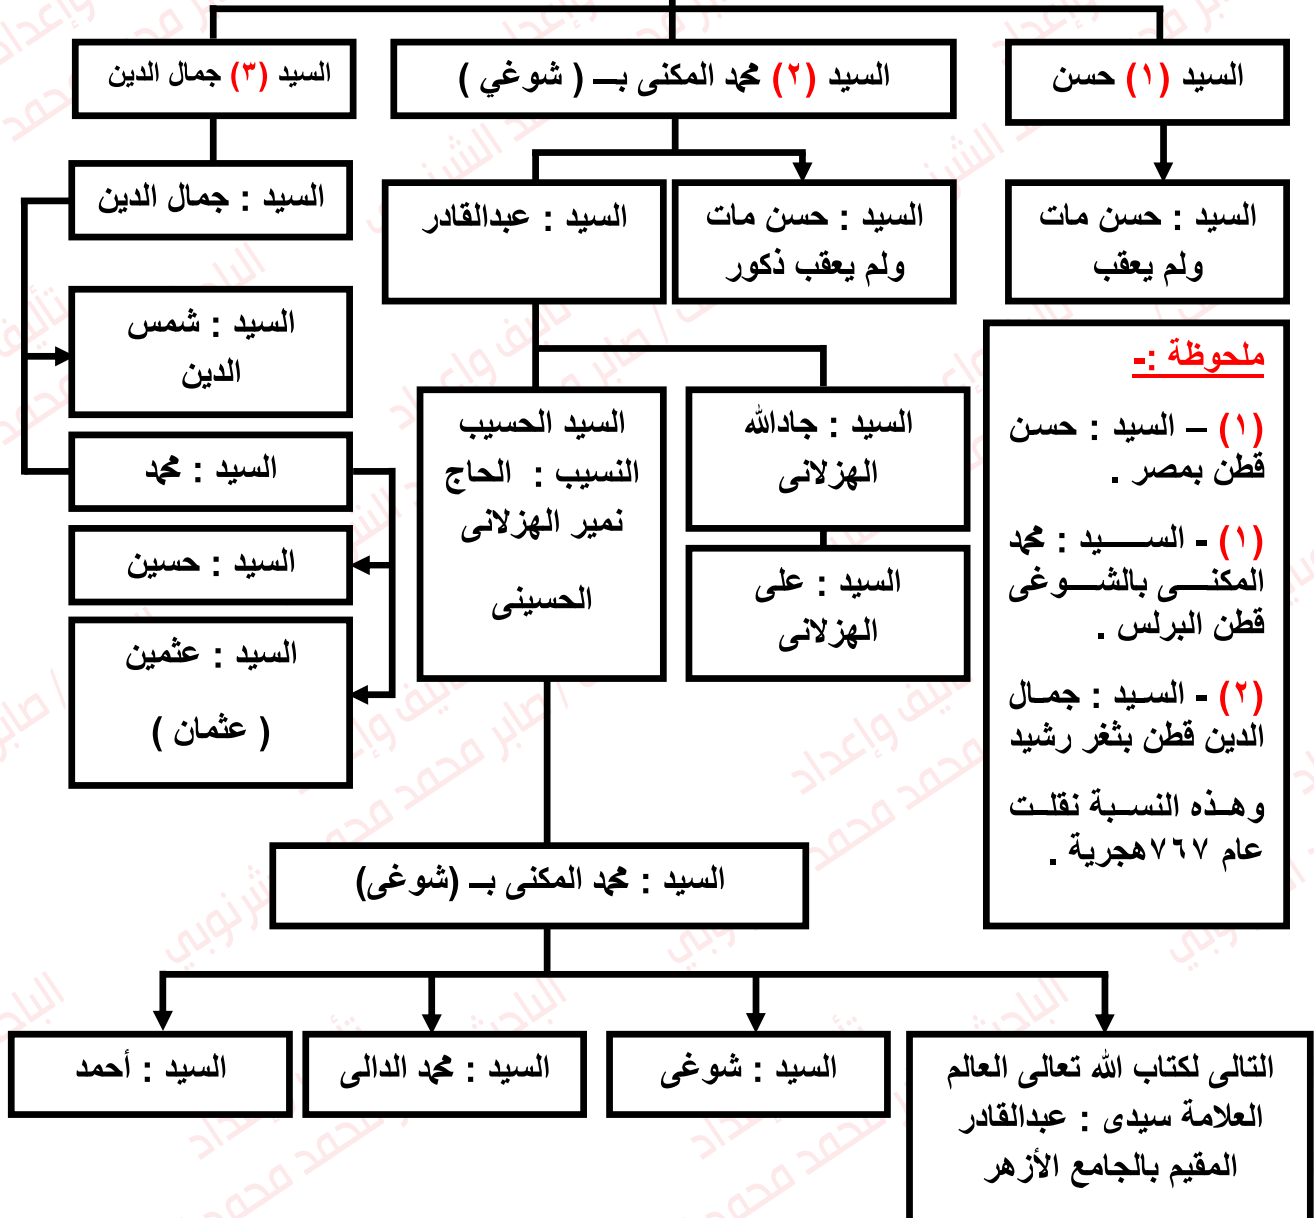 السيد (١) حسن
السيد (٢) محمد المكنى بـ ( شوغي )
السيد (٣) جمال الدين
السيد : حسن مات
ولم يعقب
السيد : حسن مات
ولم يعقب ذكور
السيد : عبدالقادر
السيد : جمال الدين
السيد : شمس
الدين
السيد : محمد
السيد : حسين
السيد : عثمين
( عثمان )
السيد : جادالله
الهزلانى
السيد : على
الهزلانى
السيد الحسيب
النسيب : الحاج
نمير الهزلانى
الحسينى
ملحوظة :-
(١) – السيد : حسن
قطن بمصر .
(١) - السيد : محمد
المكنى بالشوغى
قطن البرلس .
(٢) - السيد : جمال
الدين قطن بثغر رشيد
وهذه النسبة نقلت
عام ٧٦٧هجرية .
السيد : محمد المكنى بـ (شوغى)
التالى لكتاب الله تعالى العالم
العلامة سيدى : عبدالقادر
المقيم بالجامع الأزهر
السيد : شوغى
السيد : محمد الدالى
السيد : أحمد